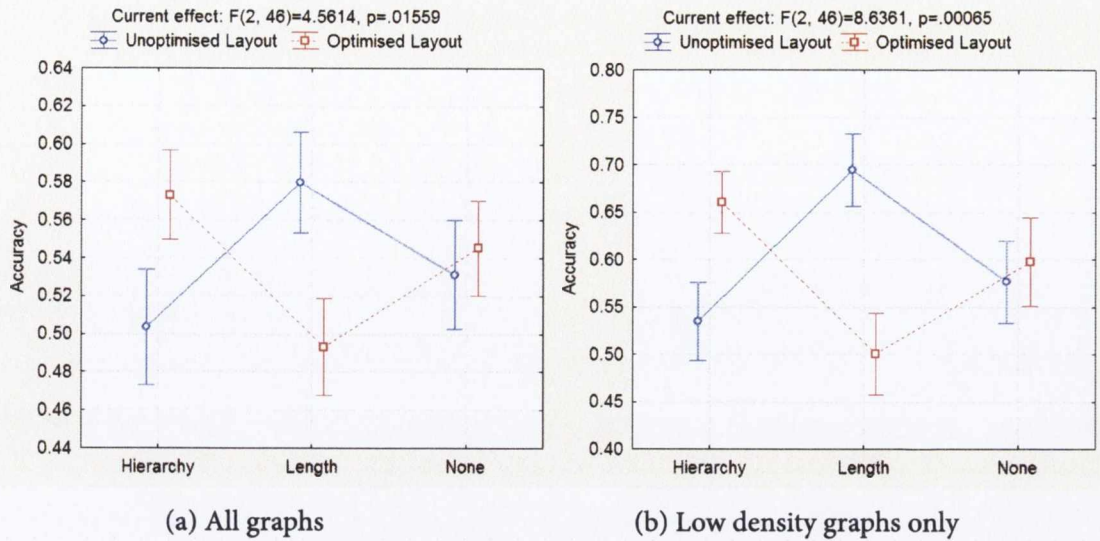 Current effect: F(2, 46)=4.5614, p=.01559
Unoptimised Layout Optimised Layout
0.64
0.62
0.60
0.58
0.56
0.54
0.52
0.50
0.48
0.46
0.44
Accuracy
Hierarchy Length None
(a) All graphs
Current effect: F(2, 46)=8.6361, p=.00065
Unoptimised Layout Optimised Layout
0.80
0.75
0.70
0.65
0.60
0.55
0.50
0.45
0.40
Accuracy
Hierarchy Length None
(b) Low density graphs only